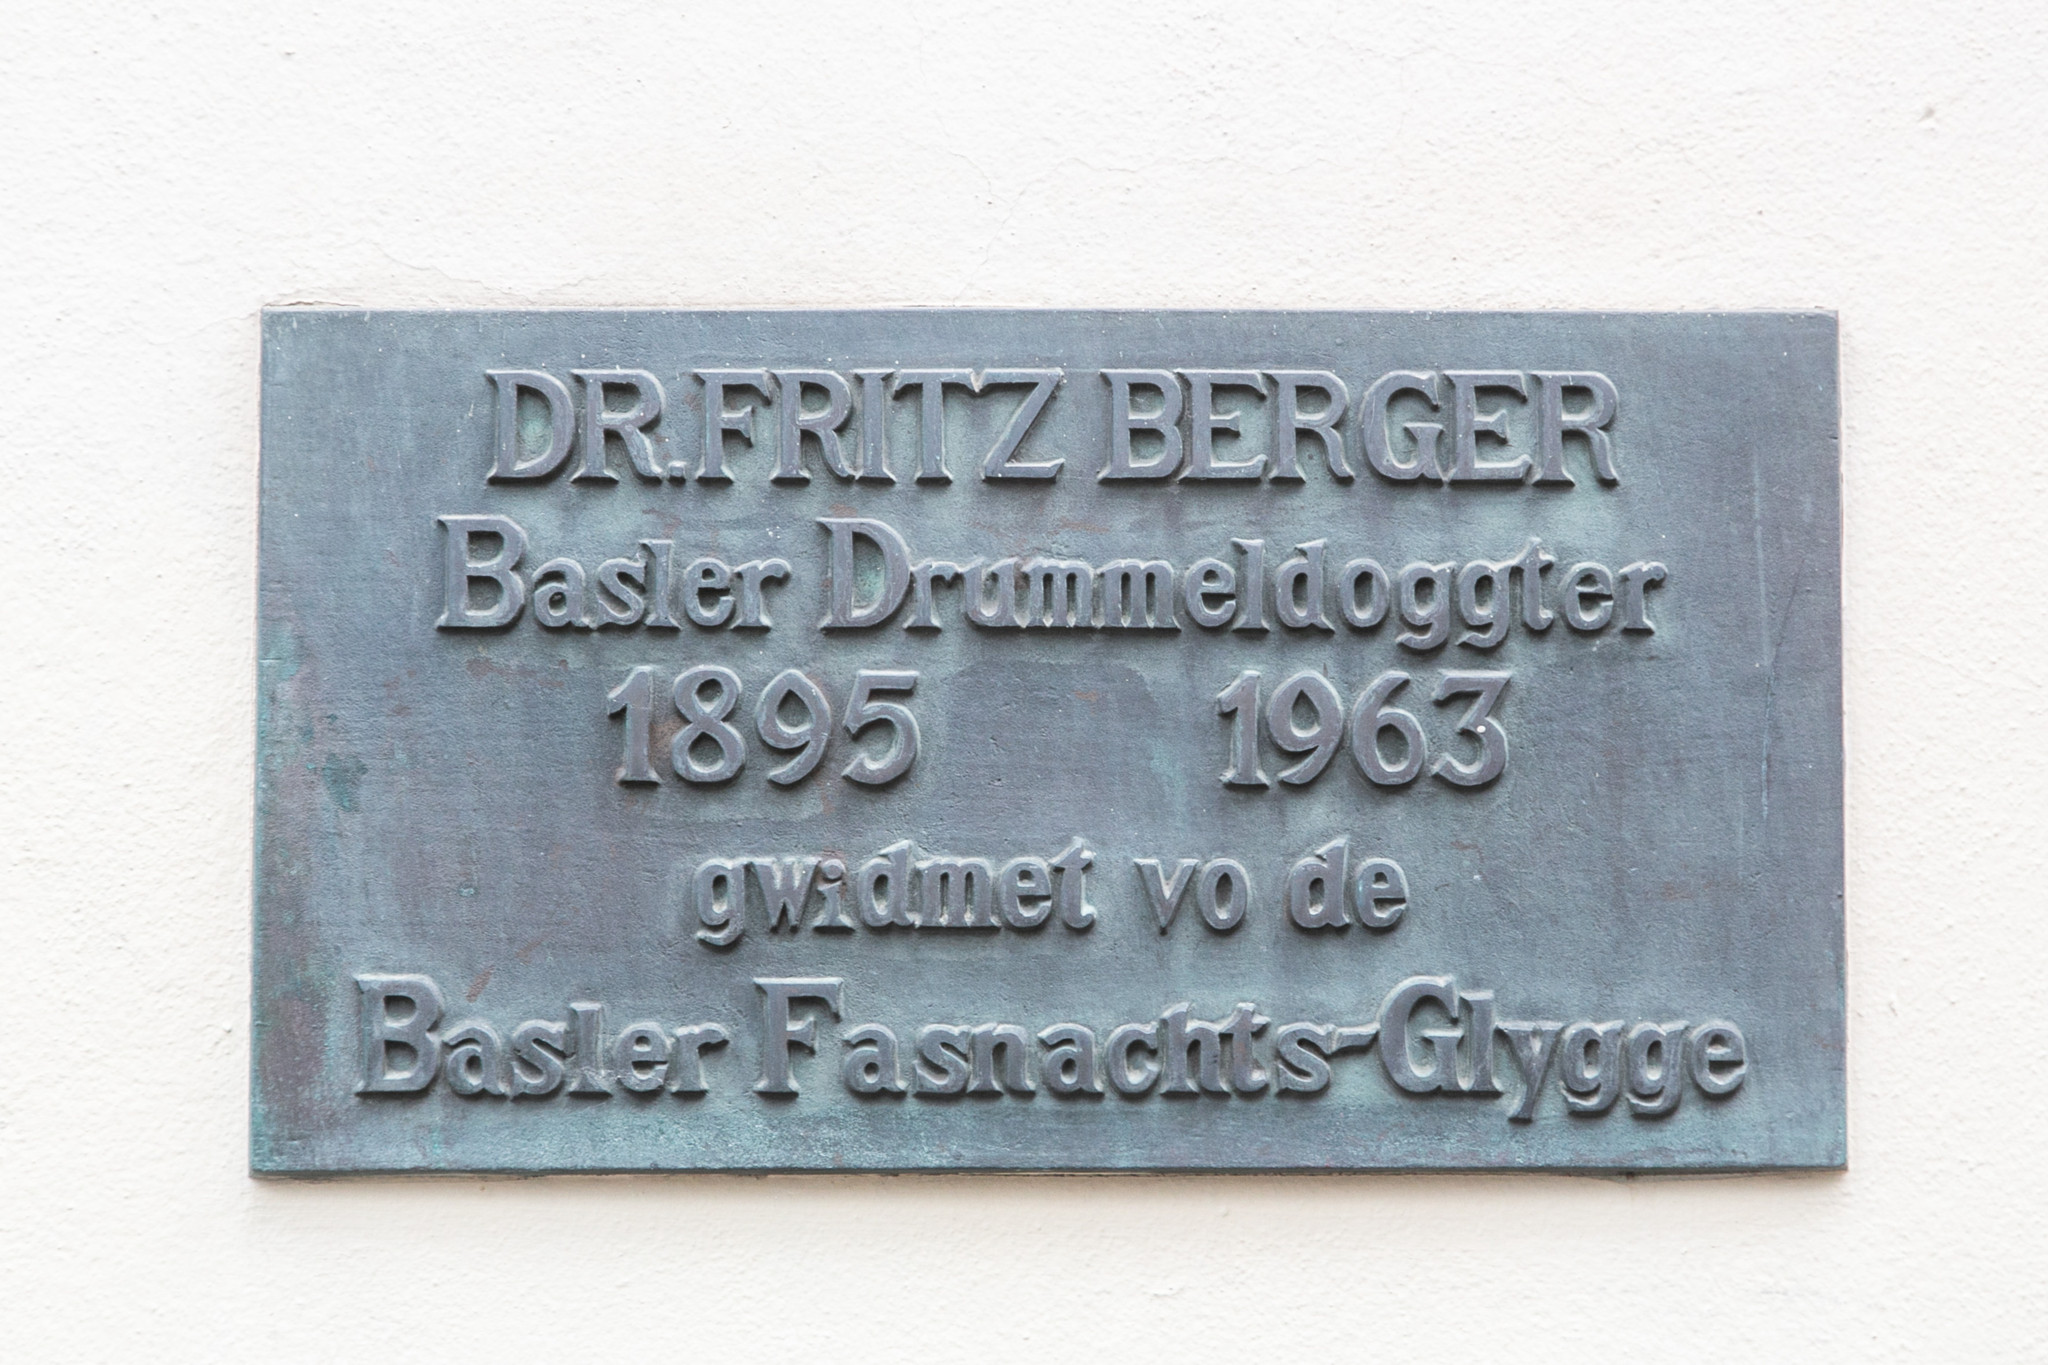 DR. FRITZ BERGER
Basler Drummeldoggter
1895 1963
gwidmet vo de
Basler Fasnachts-Glygge